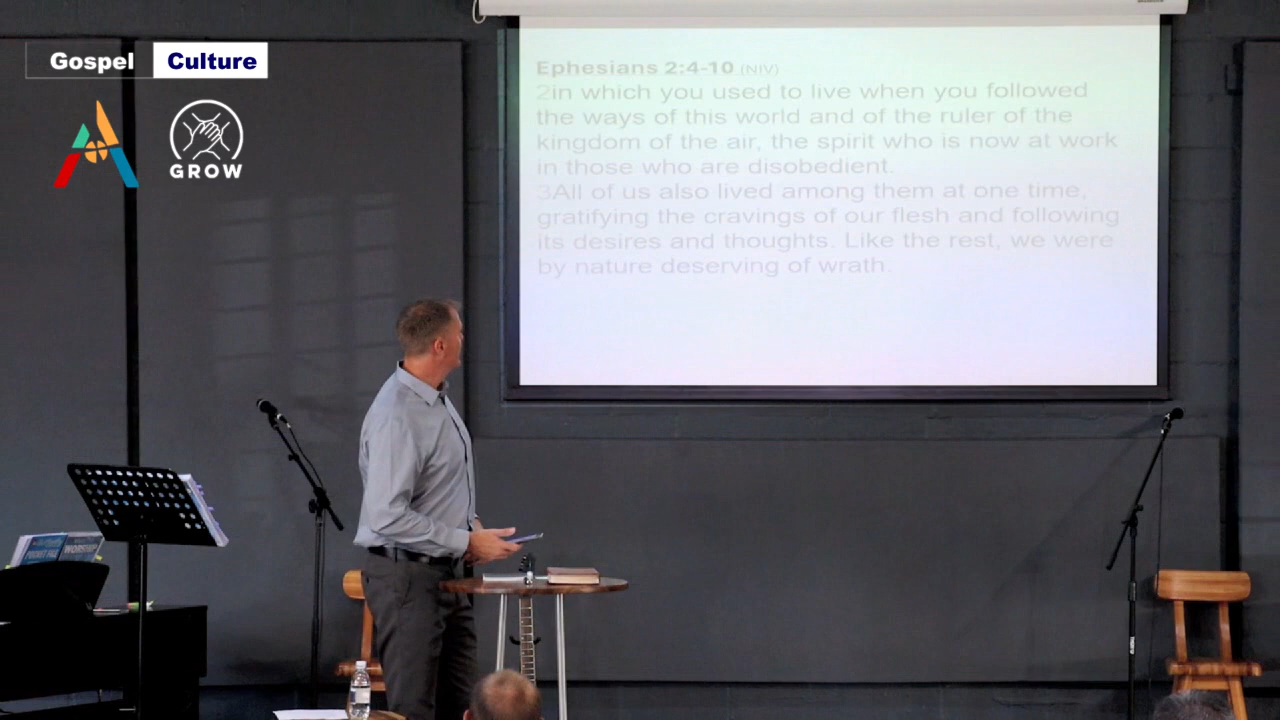 Gospel Culture
GROW
Ephesians 2:4-10 (NIV)
2in which you used to live when you followed
the ways of this world and of the ruler of the
kingdom of the air, the spirit who is now at work
in those who are disobedient.
3All of us also lived among them at one time,
gratifying the cravings of our flesh and following
its desires and thoughts. Like the rest, we were
by nature deserving of wrath.
WORSHIP